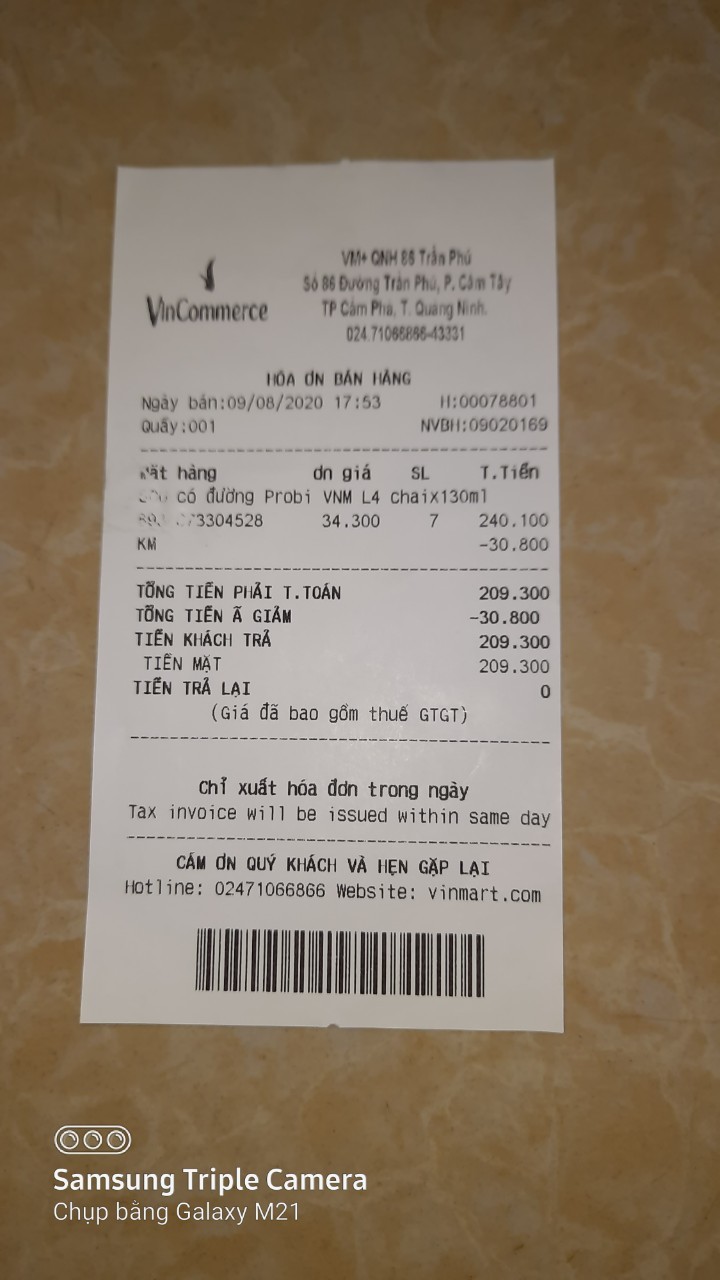 VinCommerce
VM+ QNH 86 Trần Phú
Số 86 Đường Trần Phú, P. Cẩm Tây
TP Cẩm Phả, T. Quảng Ninh.
024.71066866-43331
HÓA ƠN BÁN HÀNG
Ngày bán:09/08/2020 17:53 H:00078801
Quầy:001 NVBH:09020169
hàng ơn giá SL T.Tiền
có đường Probi VNM L4 chaix130ml
3304528 34.300 7 240.100
KM -30.800
TỔNG TIỀN PHẢI T.TOÁN 209.300
TỔNG TIỀN Ã GIẢM -30.800
TIỀN KHÁCH TRẢ 209.300
TIỀN MẶT 209.300
TIỀN TRẢ LẠI 0
(Giá đã bao gồm thuế GTGT)
Chỉ xuất hóa đơn trong ngày
Tax invoice will be issued within same day
CẢM ƠN QUÝ KHÁCH VÀ HẸN GẶP LẠI
Hotline: 02471066866 Website: vinmart.com
Samsung Triple Camera
Chụp bằng Galaxy M21